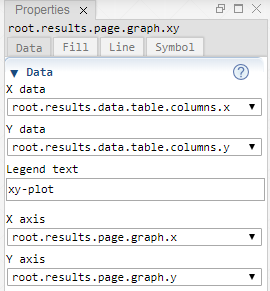 Properties
root.results.page.graph.xy
Data Fill Line Symbol
Data
X data
root.results.data.table.columns.x
Y data
root.results.data.table.columns.y
Legend text
xy-plot
X axis
root.results.page.graph.x
Y axis
root.results.page.graph.y